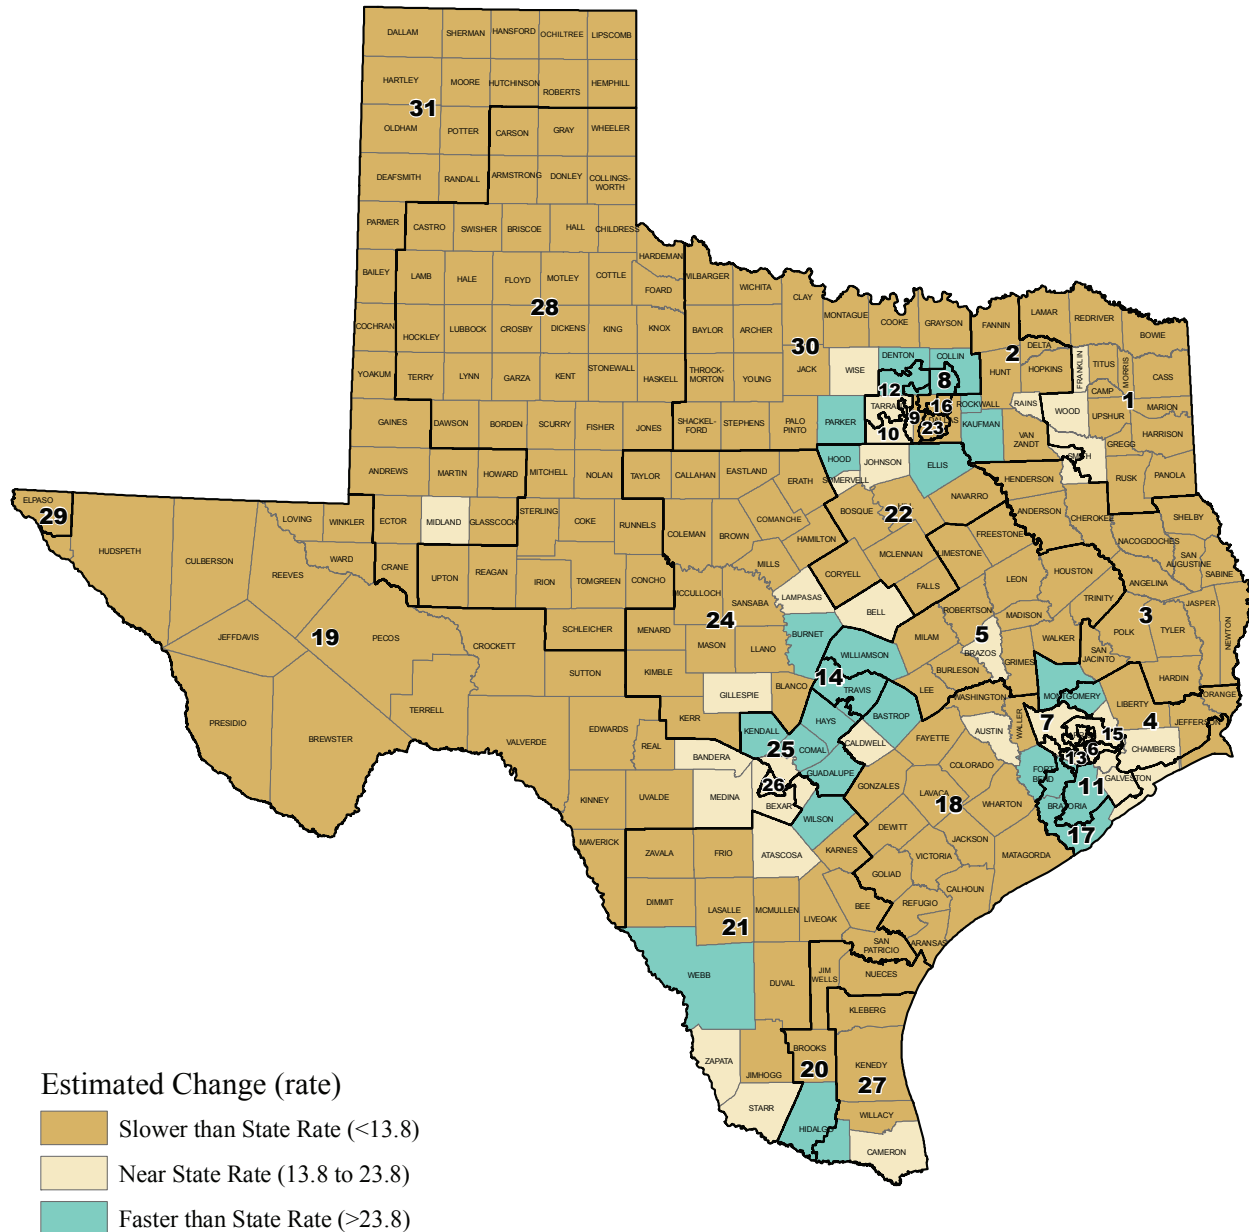 DALLAM SHERMAN HANSFORD OCHILTREE LIPSCOMB
HARTLEY MOORE HUTCHINSON ROBERTS HEMPHILL
31
OLDHAM POTTER CARSON GRAY WHEELER
DEAFSMITH RANDALL ARMSTRONG DONLEY COLLINGS-
WORTH
PARMER CASTRO SWISHER BRISCOE HALL CHILDRESS
HARDEMAN
BAILEY LAMB HALE FLOYD MOTLEY COTTLE FOARD WILBARGER WICHITA CLAY
28
COCHRAN HOCKLEY LUBBOCK CROSBY DICKENS KING KNOX BAYLOR ARCHER MONTAGUE COOKE GRAYSON FANNIN LAMAR REDRIVER BOWIE
30 2
YOAKUM TERRY LYNN GARZA KENT STONEWALL HASKELL THROCK-
MORTON YOUNG JACK WISE DENTON COLLIN HUNT DELTA HOPKINS FRANKLIN TITUS MORRIS CASS
12 8 CAMP 1
GAINES DAWSON BORDEN SCURRY FISHER JONES SHACKEL-
FORD STEPHENS PALO
PINTO PARKER 9 16 ROCKWALL RAINS WOOD UPSHUR MARION
10 23 KAUFMAN VAN
ZANDT GREGG HARRISON
ANDREWS MARTIN HOWARD MITCHELL NOLAN TAYLOR CALLAHAN EASTLAND ERATH HOOD JOHNSON ELLIS HENDERSON RUSK PANOLA
SOMERVELL
ELPASO
29
HUDSPETH CULBERSON LOVING WINKLER ECTOR MIDLAND GLASSCOCK STERLING COKE RUNNELS COLEMAN BROWN COMANCHE HAMILTON BOSQUE 22 NAVARRO ANDERSON CHEROKEE SHELBY
REEVES WARD CRANE UPTON REAGAN IRION TOMGREEN CONCHO MILLS CORYELL MCLENNAN LIMESTONE FREESTONE NACOGDOCHES SAN
AUGUSTINE SABINE
MCCULLOCH SANSABA LAMPASAS BELL FALLS LEON HOUSTON ANGELINA
JEFFDAVIS 19 PECOS CROCKETT SCHLEICHER MENARD 24 MASON LLANO BURNET WILLIAMSON MILAM ROBERTSON 5 MADISON TRINITY POLK 3 TYLER JASPER NEWTON
BRAZOS WALKER SAN
JACINTO
SUTTON KIMBLE GILLESPIE BLANCO 14 TRAVIS LEE BURLESON GRIMES MONTGOMERY HARDIN
PRESIDIO BREWSTER TERRELL VALVERDE EDWARDS REAL KERR KENDALL HAYS BASTROP WASHINGTON WALLER LIBERTY 4 ORANGE JEFFERSON
25 COMAL CALDWELL FAYETTE AUSTIN 7 15 CHAMBERS
BANDERA GUADALUPE COLORADO 13 6
KINNEY UVALDE MEDINA 26 BEXAR GONZALES LAVACA 18 WHARTON FORT
BEND 11 GALVESTON
MAVERICK ZAVALA FRIO ATASCOSA WILSON KARNES DEWITT JACKSON BRAZORIA
VICTORIA MATAGORDA 17
DIMMIT LASALLE MCMULLEN LIVEOAK BEE GOLIAD REFUGIO CALHOUN
21 SAN
PATRICIO ARANSAS
WEBB DUVAL JIM
WELLS NUECES
KLEBERG
ZAPATA JIMHOGG BROOKS KENEDY
20 27
STARR HIDALGO WILLACY
CAMERON
Estimated Change (rate)
Slower than State Rate (<13.8)
Near State Rate (13.8 to 23.8)
Faster than State Rate (>23.8)